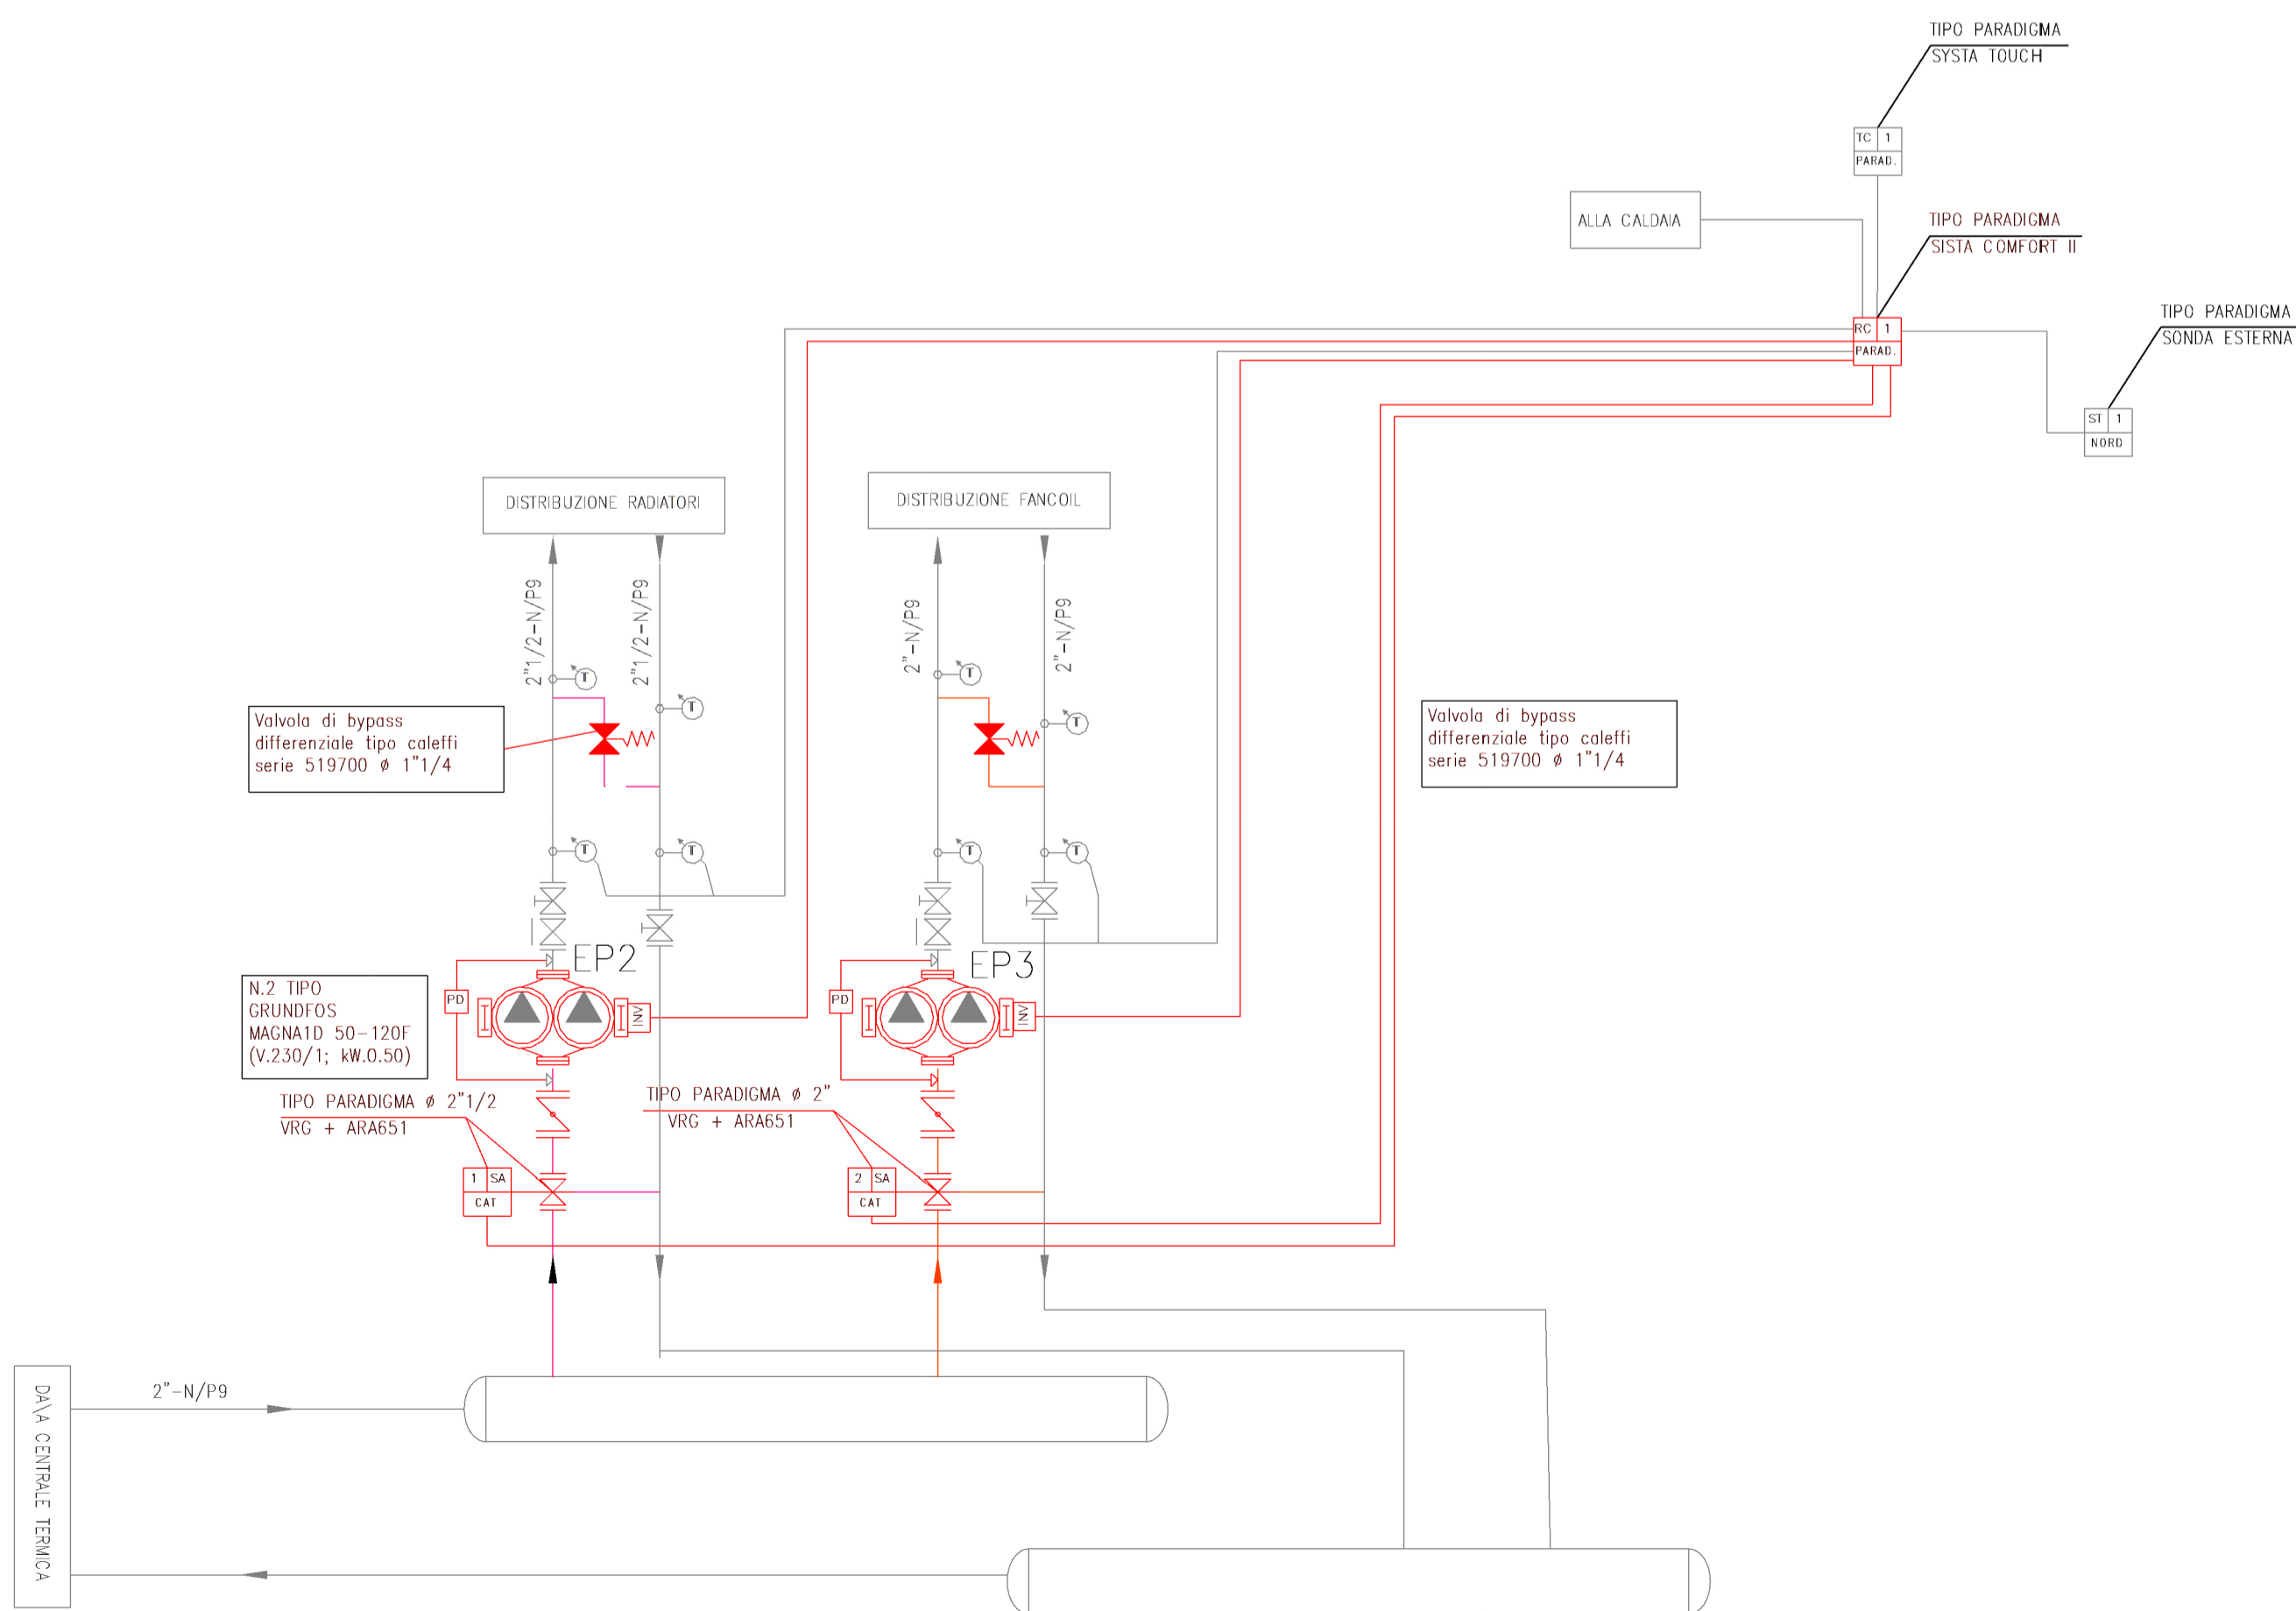 TIPO PARADIGMA
SYSTA TOUCH
TC 1
PARAD.
ALLA CALDAIA
TIPO PARADIGMA
SISTA COMFORT II
RC 1
PARAD.
TIPO PARADIGMA
SONDA ESTERNA
ST 1
NORD
DISTRIBUZIONE RADIATORI
DISTRIBUZIONE FANCOIL
2"1/2-N/P9
2"1/2-N/P9
2"-N/P9
2"-N/P9
T
T
T
T
Valvola di bypass
differenziale tipo caleffi
serie 519700 ø 1"1/4
Valvola di bypass
differenziale tipo caleffi
serie 519700 ø 1"1/4
T
T
T
T
EP2
EP3
N.2 TIPO
GRUNDFOS
MAGNA1D 50-120F
(V.230/1; kW.0.50)
PD
INV
PD
INV
TIPO PARADIGMA ø 2"1/2
VRG + ARA651
TIPO PARADIGMA ø 2"
VRG + ARA651
1 SA
CAT
2 SA
CAT
2"-N/P9
DA\A CENTRALE TERMICA